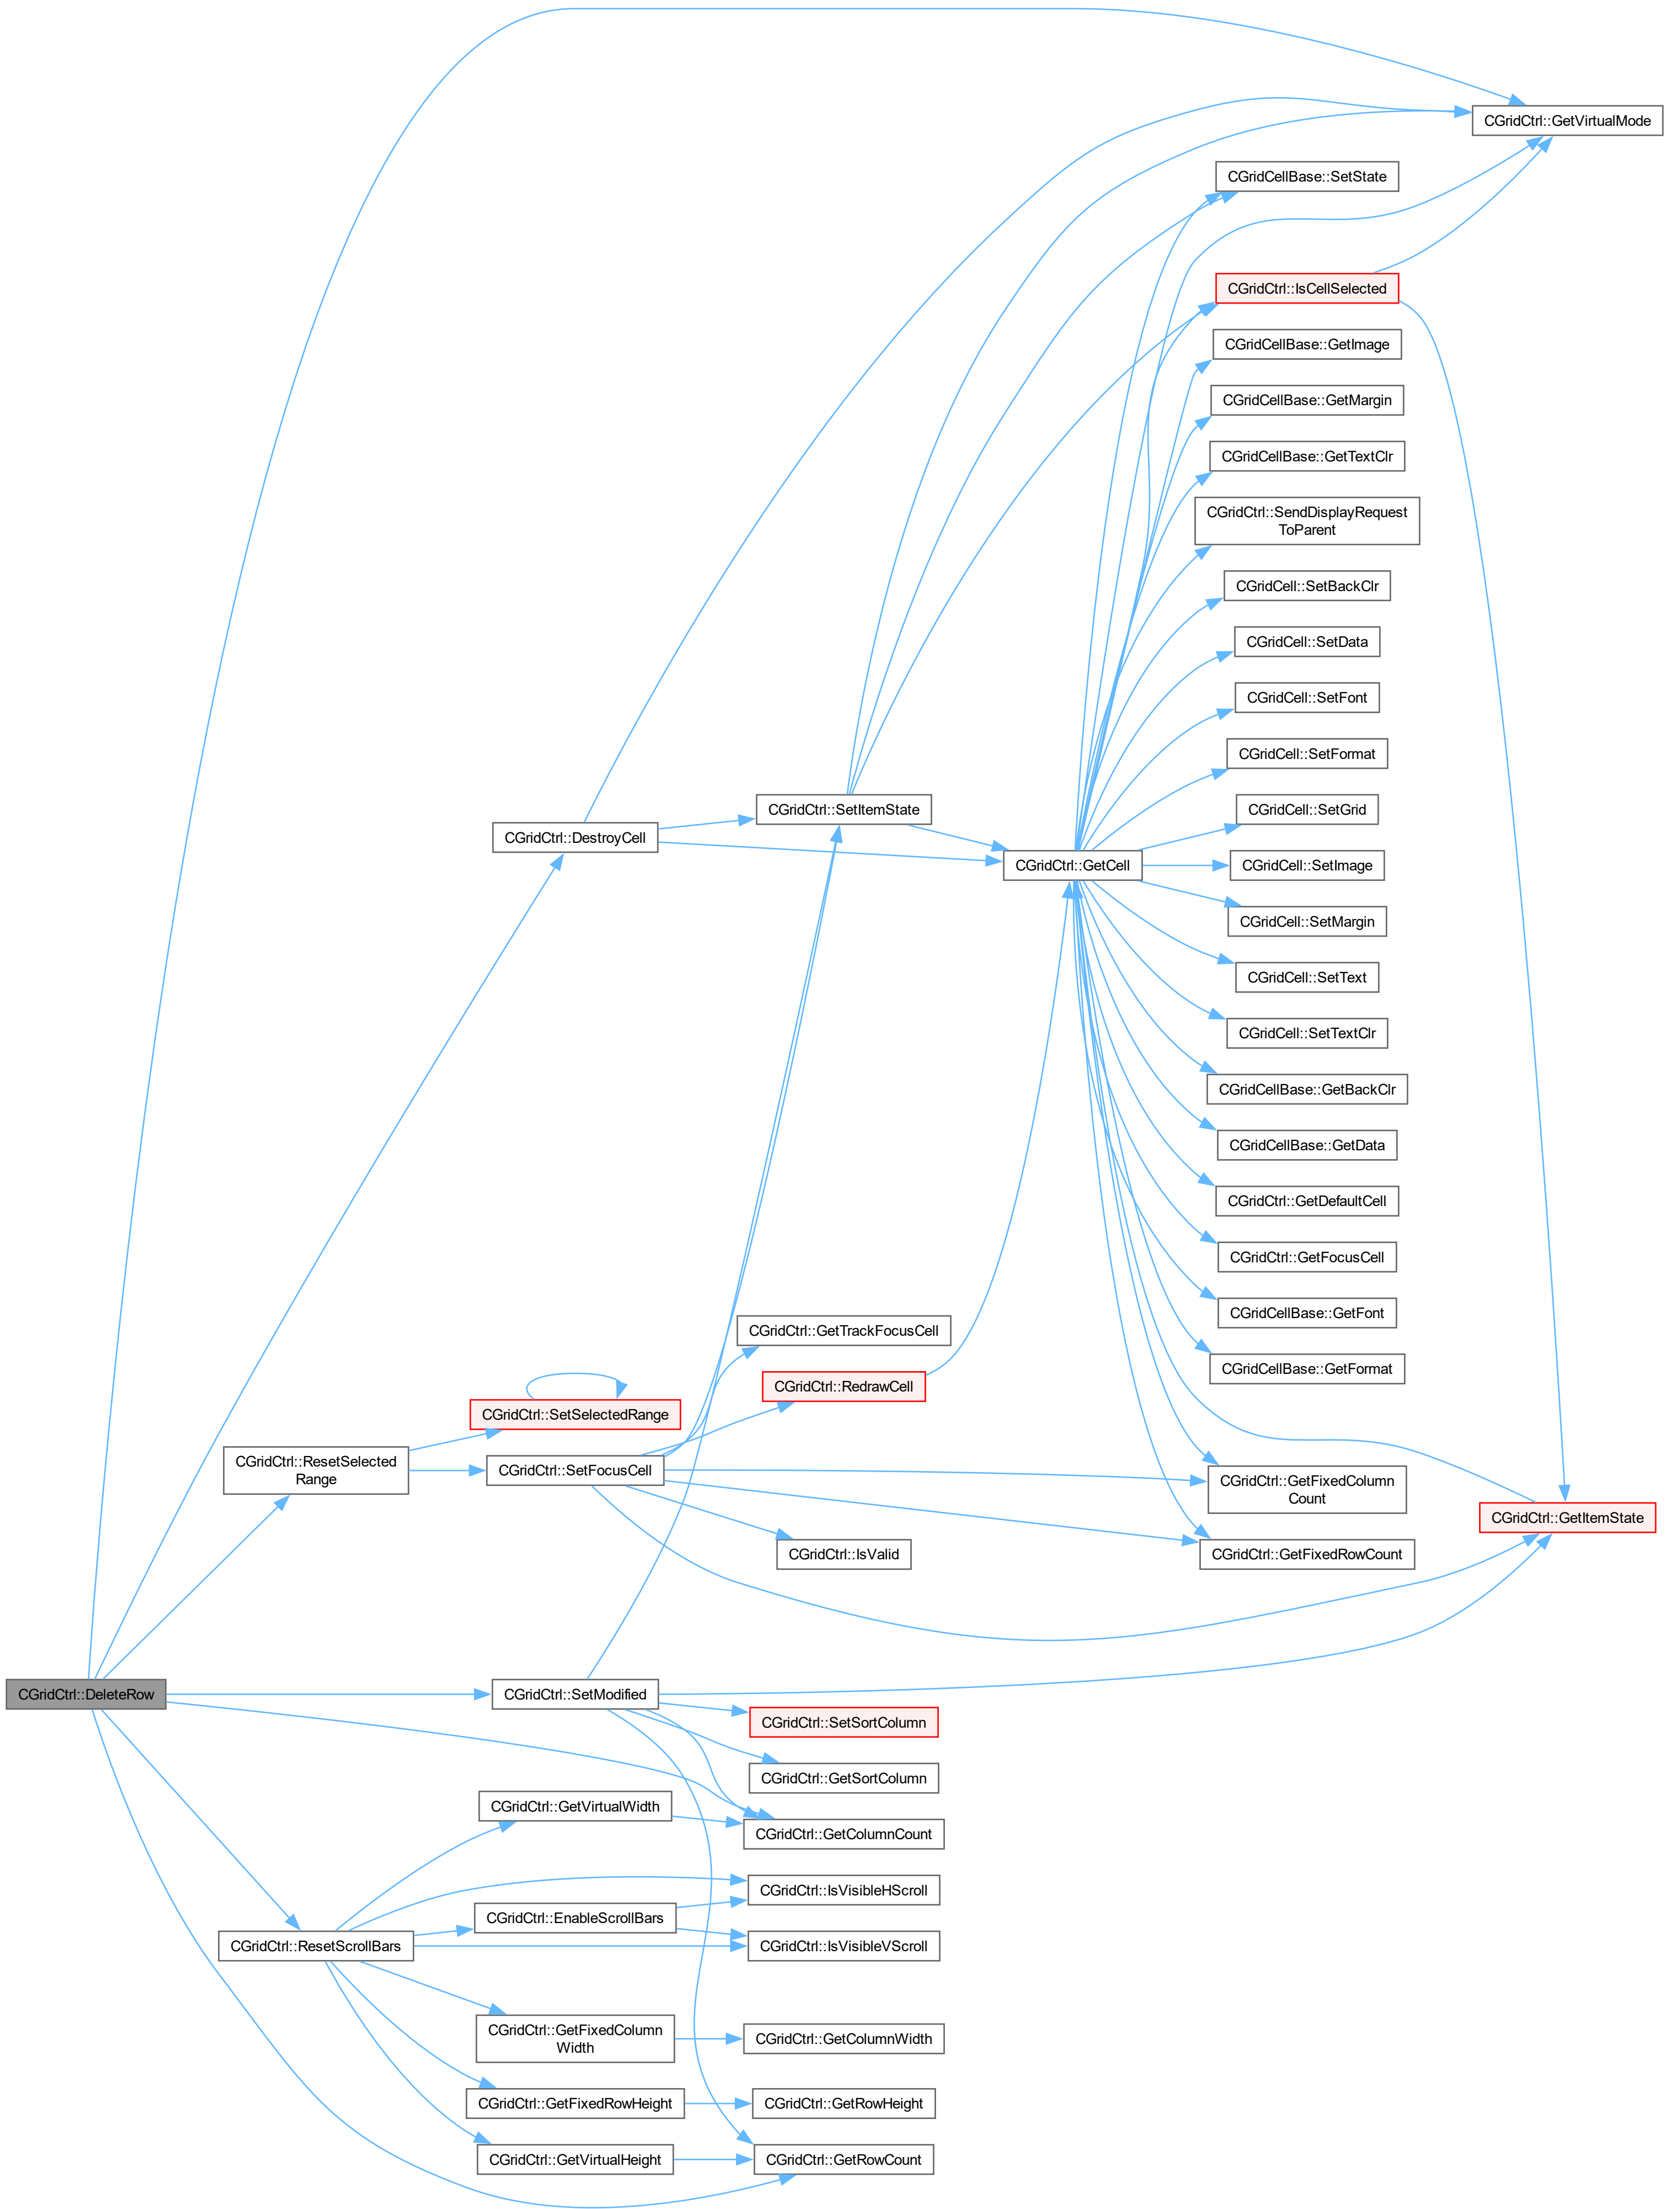 CGridCtrl::GetVirtualMode
CGridCellBase::SetState
CGridCtrl::IsCellSelected
CGridCellBase::GetImage
CGridCellBase::GetMargin
CGridCellBase::GetTextClr
CGridCtrl::SendDisplayRequest
ToParent
CGridCell::SetBackClr
CGridCell::SetData
CGridCell::SetFont
CGridCell::SetFormat
CGridCtrl::SetItemState
CGridCell::SetGrid
CGridCtrl::DestroyCell
CGridCtrl::GetCell
CGridCell::SetImage
CGridCell::SetMargin
CGridCell::SetText
CGridCell::SetTextClr
CGridCellBase::GetBackClr
CGridCellBase::GetData
CGridCtrl::GetDefaultCell
CGridCtrl::GetFocusCell
CGridCellBase::GetFont
CGridCtrl::GetTrackFocusCell
CGridCellBase::GetFormat
CGridCtrl::RedrawCell
CGridCtrl::SetSelectedRange
CGridCtrl::ResetSelected
Range
CGridCtrl::SetFocusCell
CGridCtrl::GetFixedColumn
Count
CGridCtrl::GetItemState
CGridCtrl::IsValid
CGridCtrl::GetFixedRowCount
CGridCtrl::DeleteRow
CGridCtrl::SetModified
CGridCtrl::SetSortColumn
CGridCtrl::GetSortColumn
CGridCtrl::GetVirtualWidth
CGridCtrl::GetColumnCount
CGridCtrl::IsVisibleHScroll
CGridCtrl::EnableScrollBars
CGridCtrl::ResetScrollBars
CGridCtrl::IsVisibleVScroll
CGridCtrl::GetFixedColumn
Width
CGridCtrl::GetColumnWidth
CGridCtrl::GetFixedRowHeight
CGridCtrl::GetRowHeight
CGridCtrl::GetVirtualHeight
CGridCtrl::GetRowCount